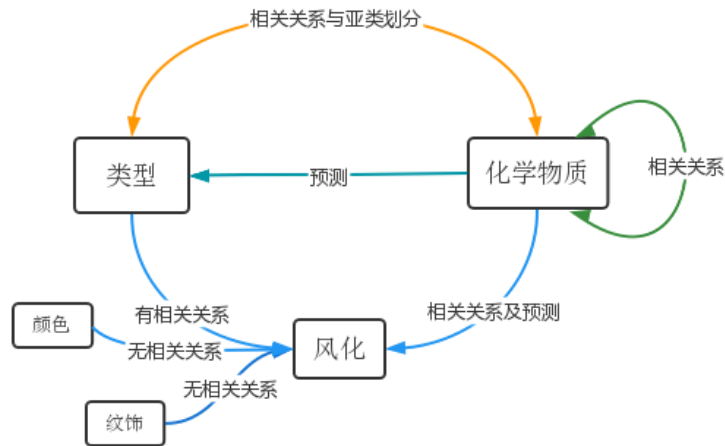 相关关系与亚类划分
类型
化学物质
预测
相关关系
有相关关系
相关关系及预测
颜色
无相关关系
风化
无相关关系
纹饰